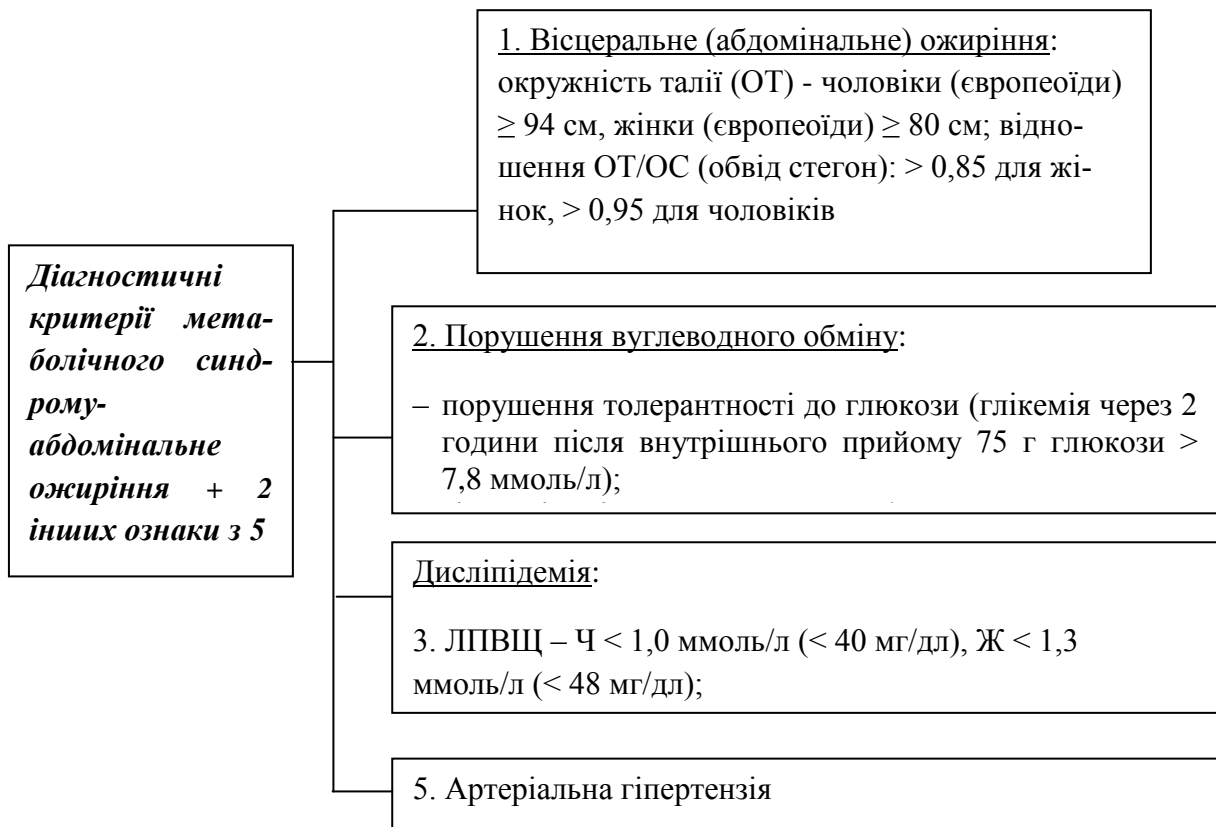 1. Вісцеральне (абдомінальне) ожиріння:
окружність талії (ОТ) - чоловіки (європеоїди)
≥ 94 см, жінки (європеоїди) ≥ 80 см; відно-
шення ОТ/ОС (обвід стегон): > 0,85 для жі-
нок, > 0,95 для чоловіків
Діагностичні
критерії мета-
болічного синд-
рому-
абдомінальне
ожиріння + 2
інших ознаки з 5
2. Порушення вуглеводного обміну:
– порушення толерантності до глюкози (глікемія через 2
години після внутрішнього прийому 75 г глюкози >
7,8 ммоль/л);
Дисліпідемія:
3. ЛПВЩ – Ч < 1,0 ммоль/л (< 40 мг/дл), Ж < 1,3
ммоль/л (< 48 мг/дл);
5. Артеріальна гіпертензія